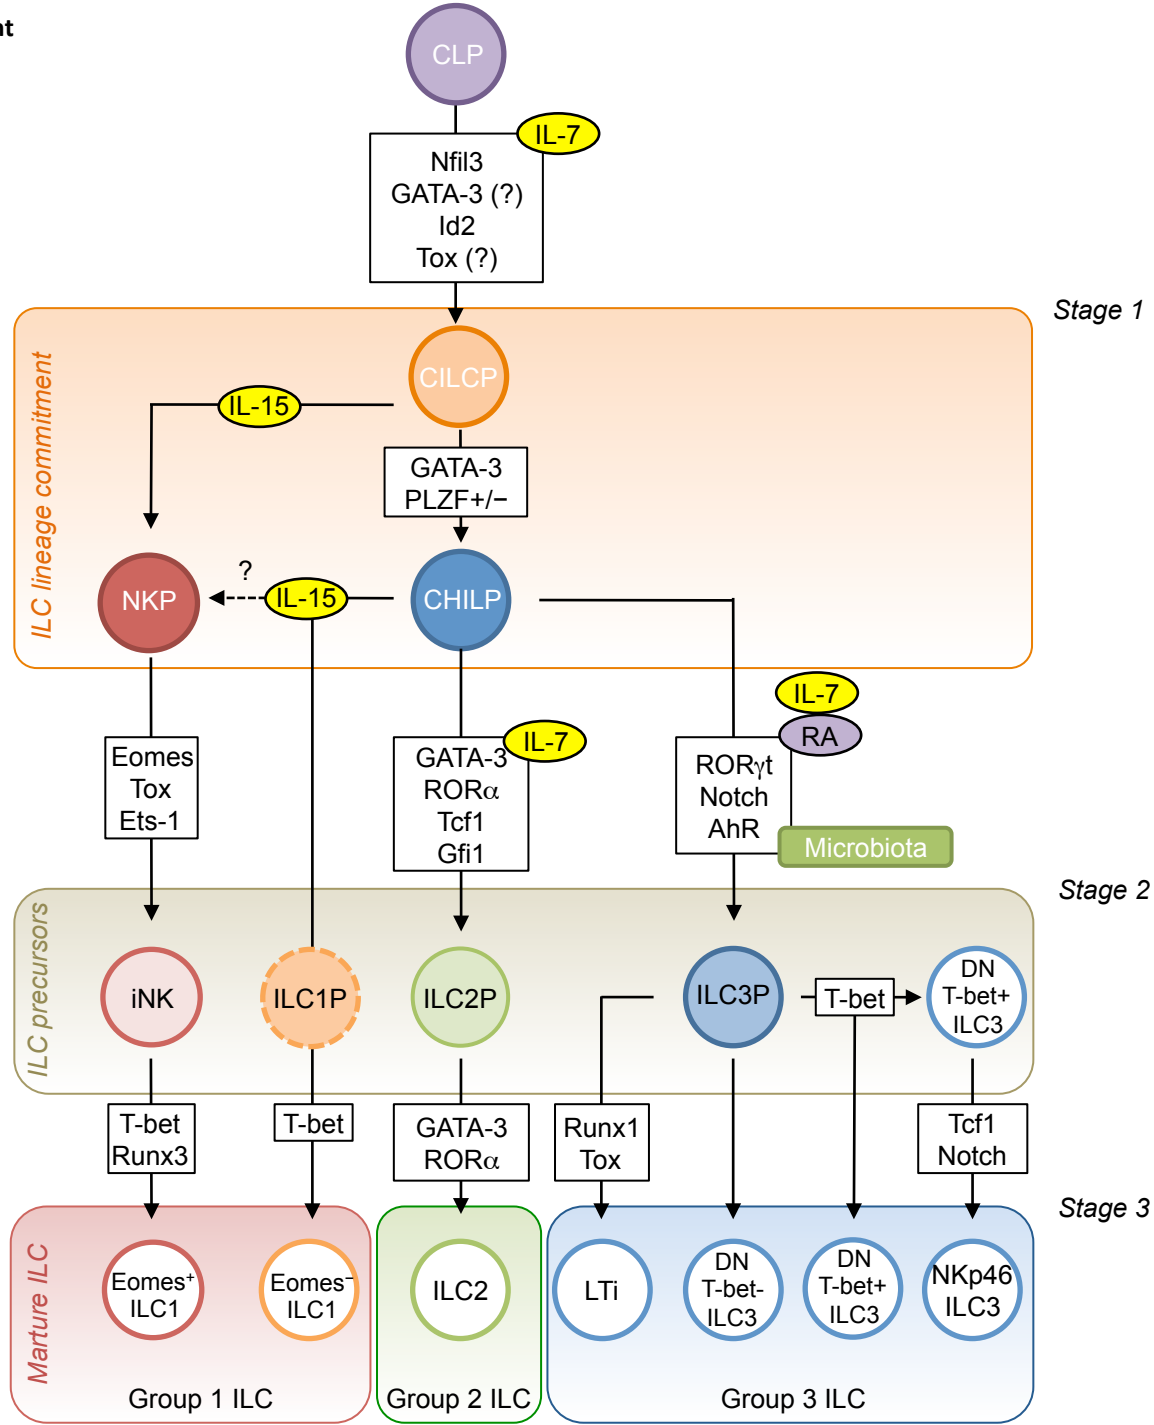 nt
CLP
IL-7
Nfil3
GATA-3 (?)
Id2
Tox (?)
Stage 1
ILC lineage commitment
CILCP
IL-15
GATA-3
PLZF+/−
NKP
?
IL-15
CHILP
IL-7
RA
Eomes
Tox
Ets-1
IL-7
GATA-3
RORα
Tcf1
Gfi1
RORγt
Notch
AhR
Microbiota
Stage 2
ILC precursors
iNK
ILC1P
ILC2P
ILC3P
T-bet
DN
T-bet+
ILC3
T-bet
Runx3
T-bet
GATA-3
RORα
Runx1
Tox
Tcf1
Notch
Stage 3
Marture ILC
Eomes⁺
ILC1
Eomes⁻
ILC1
ILC2
LTi
DN
T-bet-
ILC3
DN
T-bet+
ILC3
NKp46
ILC3
Group 1 ILC
Group 2 ILC
Group 3 ILC